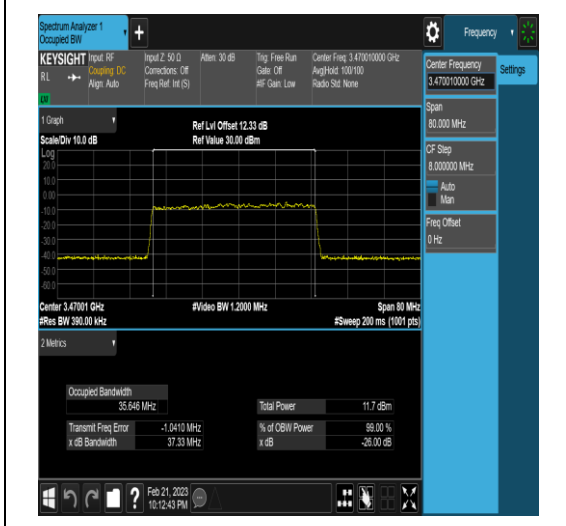 Spectrum Analyzer 1
Occupied BW
+
Frequency
KEYSIGHT
R L
LXI
Input: RF
Coupling: DC
Align: Auto
Input Z: 50 Ω
Corrections: Off
Freq Ref: Int (S)
Atten: 30 dB
Trig: Free Run
Gate: Off
#IF Gain: Low
Center Freq: 3.470010000 GHz
Avg|Hold: 100/100
Radio Std: None
Center Frequency
3.470010000 GHz
Settings
Span
80.000 MHz
CF Step
8.000000 MHz
Auto
Man
Freq Offset
0 Hz
1 Graph
Scale/Div 10.0 dB
Ref Lvl Offset 12.33 dB
Ref Value 30.00 dBm
Log
20.0
10.0
0.00
-10.0
-20.0
-30.0
-40.0
-50.0
-60.0
Center 3.47001 GHz
#Video BW 1.2000 MHz
Span 80 MHz
#Res BW 390.00 kHz
#Sweep 200 ms (1001 pts)
2 Metrics
Occupied Bandwidth
35.646 MHz
Total Power 11.7 dBm
Transmit Freq Error -1.0410 MHz
% of OBW Power 99.00 %
x dB Bandwidth 37.33 MHz
x dB -26.00 dB
?
Feb 21, 2023
10:12:43 PM